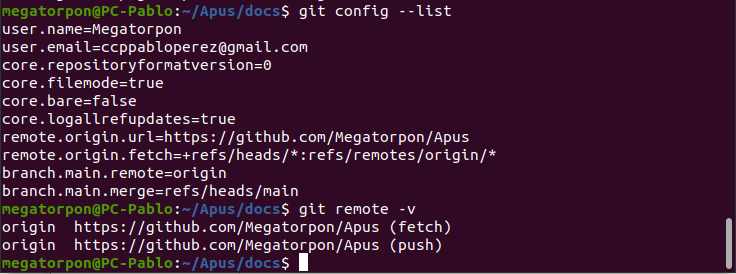 megatorpon@PC-Pablo:~/Apus/docs$ git config --list
user.name=Megatorpon
user.email=ccppabloperez@gmail.com
core.repositoryformatversion=0
core.filemode=true
core.bare=false
core.logallrefupdates=true
remote.origin.url=https://github.com/Megatorpon/Apus
remote.origin.fetch=+refs/heads/*:refs/remotes/origin/*
branch.main.remote=origin
branch.main.merge=refs/heads/main
megatorpon@PC-Pablo:~/Apus/docs$ git remote -v
origin  https://github.com/Megatorpon/Apus (fetch)
origin  https://github.com/Megatorpon/Apus (push)
megatorpon@PC-Pablo:~/Apus/docs$